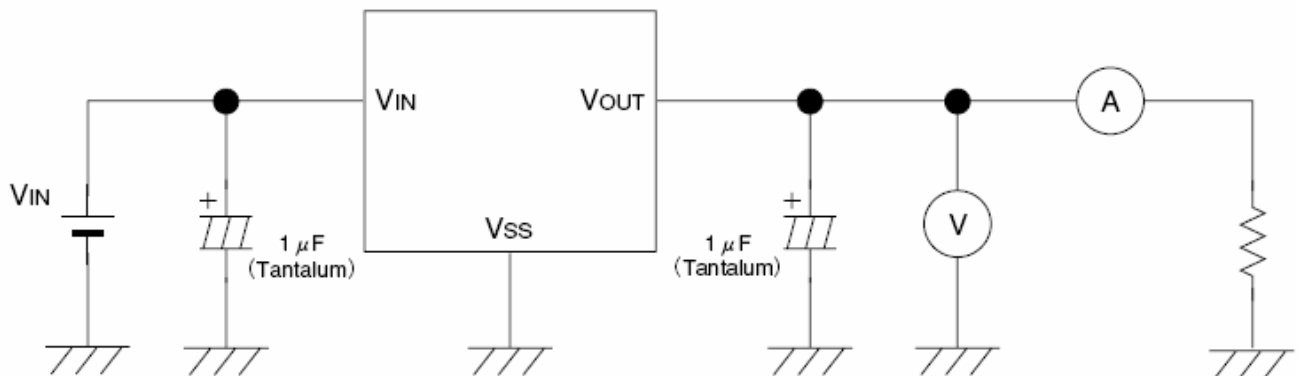 VIN
VOUT
A
VIN
+
1 μF
(Tantalum)
VSS
+
1 μF
(Tantalum)
V